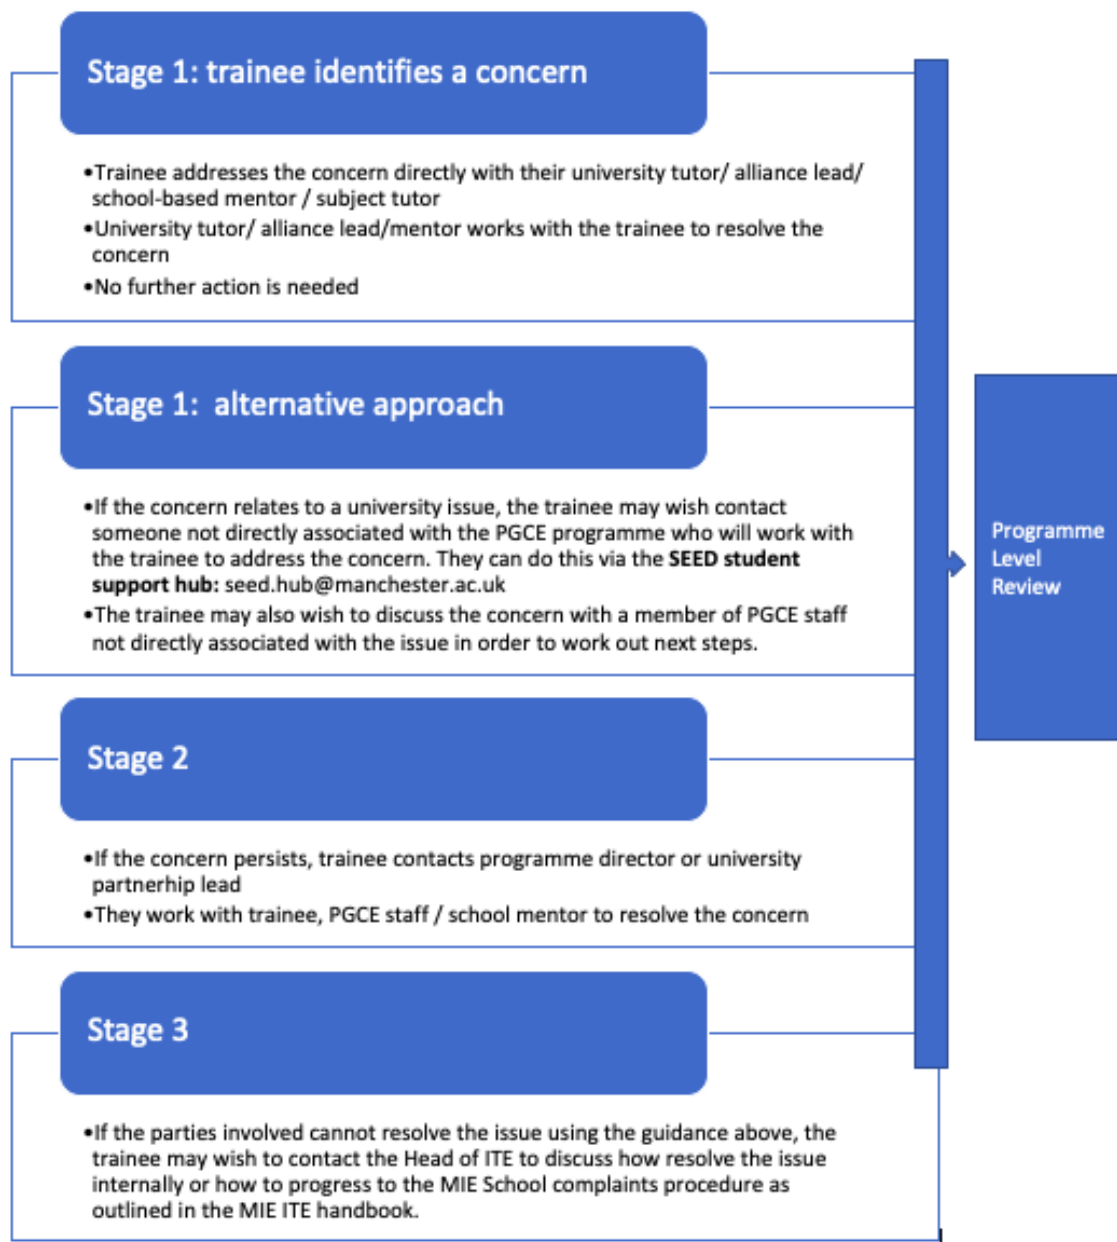 Stage 1: trainee identifies a concern
•Trainee addresses the concern directly with their university tutor/ alliance lead/
school-based mentor / subject tutor
•University tutor/ alliance lead/mentor works with the trainee to resolve the
concern
•No further action is needed
Stage 1:  alternative approach
•If the concern relates to a university issue, the trainee may wish contact
someone not directly associated with the PGCE programme who will work with
the trainee to address the concern. They can do this via the SEED student
support hub: seed.hub@manchester.ac.uk
•The trainee may also wish to discuss the concern with a member of PGCE staff
not directly associated with the issue in order to work out next steps.
Stage 2
•If the concern persists, trainee contacts programme director or university
partnerhip lead
•They work with trainee, PGCE staff / school mentor to resolve the concern
Stage 3
•If the parties involved cannot resolve the issue using the guidance above, the
trainee may wish to contact the Head of ITE to discuss how resolve the issue
internally or how to progress to the MIE School complaints procedure as
outlined in the MIE ITE handbook.
Programme
Level
Review